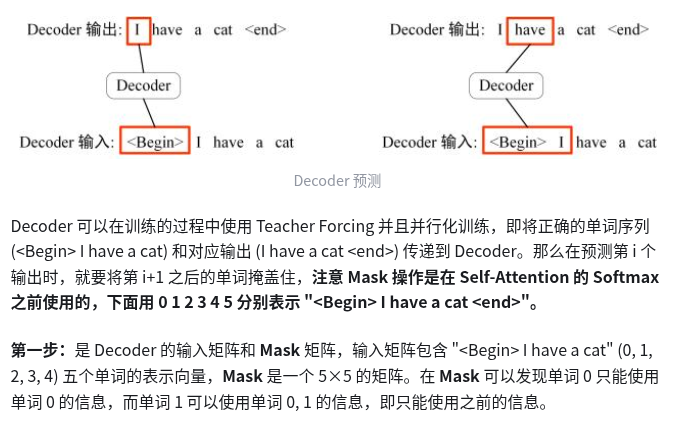 Decoder 输出: I have a cat <end>
Decoder 输出: I have a cat <end>
Decoder
Decoder
Decoder 输入: <Begin> I have a cat
Decoder 输入: <Begin> I have a cat
Decoder 预测
Decoder 可以在训练的过程中使用 Teacher Forcing 并且并行化训练，即将正确的单词序列
(<Begin> I have a cat) 和对应输出 (I have a cat <end>) 传递到 Decoder。那么在预测第 i 个
输出时，就要将第 i+1 之后的单词掩盖住，注意 Mask 操作是在 Self-Attention 的 Softmax
之前使用的，下面用 0 1 2 3 4 5 分别表示 "<Begin> I have a cat <end>"。
第一步：是 Decoder 的输入矩阵和 Mask 矩阵，输入矩阵包含 "<Begin> I have a cat" (0, 1,
2, 3, 4) 五个单词的表示向量，Mask 是一个 5×5 的矩阵。在 Mask 可以发现单词 0 只能使用
单词 0 的信息，而单词 1 可以使用单词 0, 1 的信息，即只能使用之前的信息。